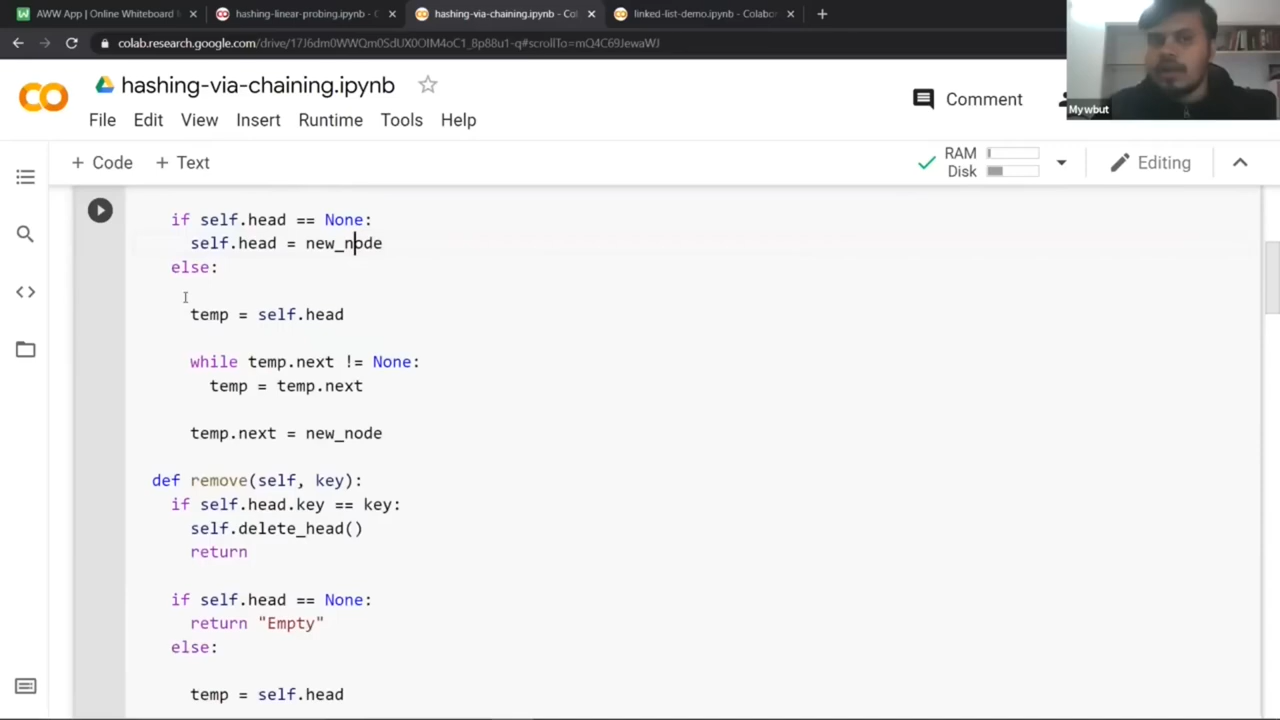 AWW App | Online Whiteboard
hashing-linear-probing.ipynb - C
hashing-via-chaining.ipynb - Col
linked-list-demo.ipynb - Colabor
colab.research.google.com/drive/17J6dm0WWQm0SdUX0OIM4oC1_8p88u1-q#scrollTo=mQ4C69JewaWJ
Mywbut
CO
hashing-via-chaining.ipynb
Comment
File Edit View Insert Runtime Tools Help
+ Code + Text
RAM
Disk
Editing
if self.head == None:
self.head = new_node
else:
temp = self.head
while temp.next != None:
temp = temp.next
temp.next = new_node
def remove(self, key):
if self.head.key == key:
self.delete_head()
return
if self.head == None:
return "Empty"
else:
temp = self.head